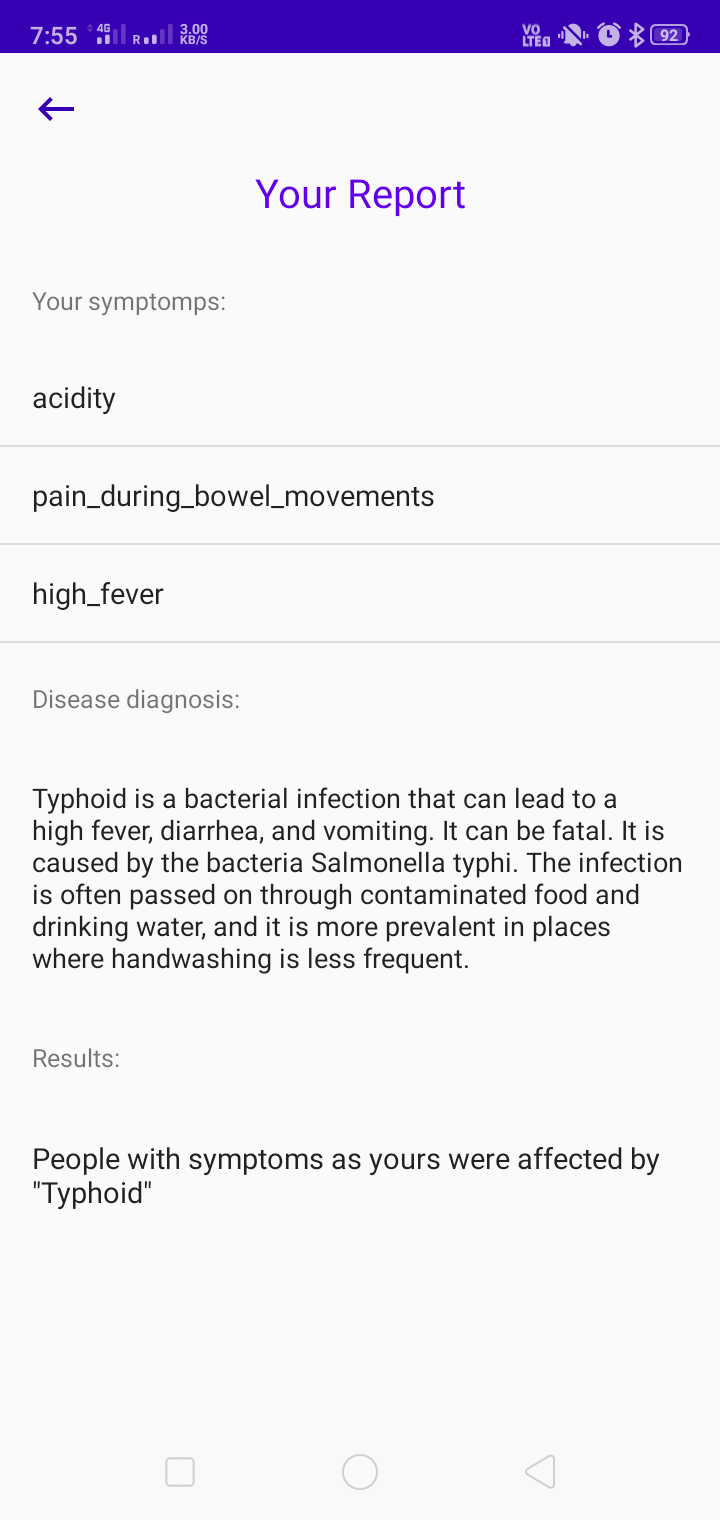 7:55 4G R 3.00 KB/S VO LTE 92
Your Report
Your symptomps:
acidity
pain_during_bowel_movements
high_fever
Disease diagnosis:
Typhoid is a bacterial infection that can lead to a
high fever, diarrhea, and vomiting. It can be fatal. It is
caused by the bacteria Salmonella typhi. The infection
is often passed on through contaminated food and
drinking water, and it is more prevalent in places
where handwashing is less frequent.
Results:
People with symptoms as yours were affected by
"Typhoid"